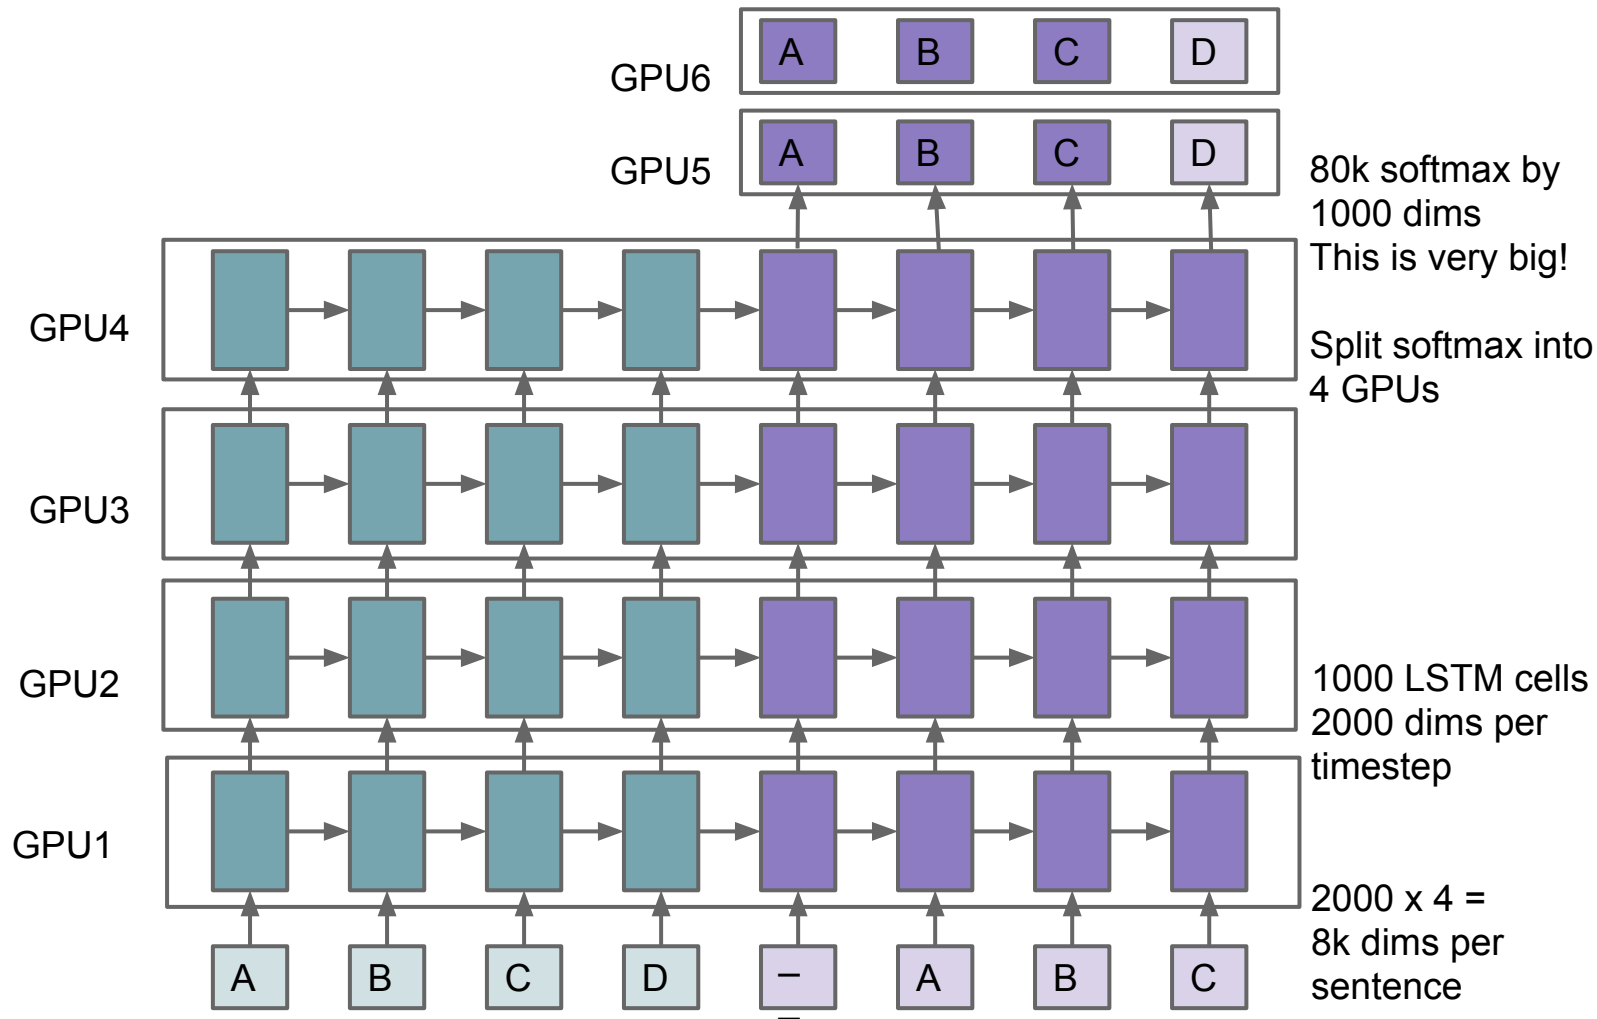 GPU6
A B C D
GPU5
A B C D
80k softmax by
1000 dims
This is very big!
Split softmax into
4 GPUs
GPU4
GPU3
GPU2
1000 LSTM cells
2000 dims per
timestep
GPU1
2000 x 4 =
8k dims per
sentence
A B C D – A B C